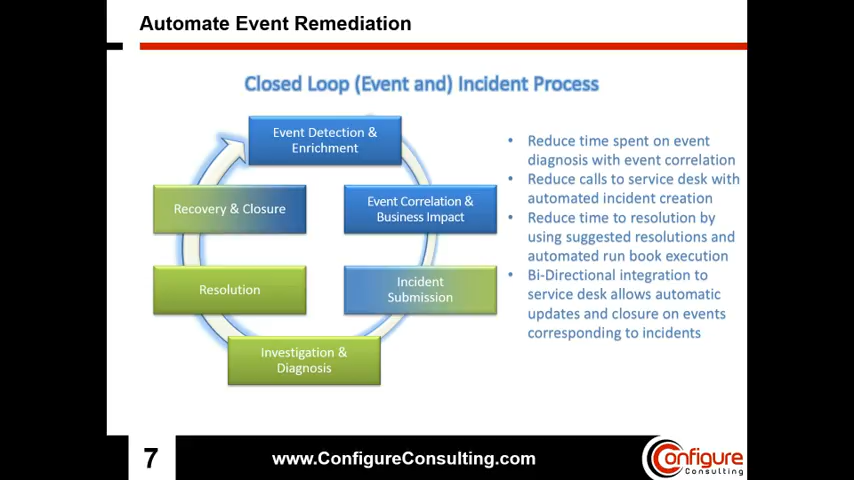 Automate Event Remediation
Closed Loop (Event and) Incident Process
Event Detection &
Enrichment
Event Correlation &
Business Impact
Incident
Submission
Investigation &
Diagnosis
Resolution
Recovery & Closure
• Reduce time spent on event
diagnosis with event correlation
• Reduce calls to service desk with
automated incident creation
• Reduce time to resolution by
using suggested resolutions and
automated run book execution
• Bi-Directional integration to
service desk allows automatic
updates and closure on events
corresponding to incidents
7
www.ConfigureConsulting.com
Configure
Consulting